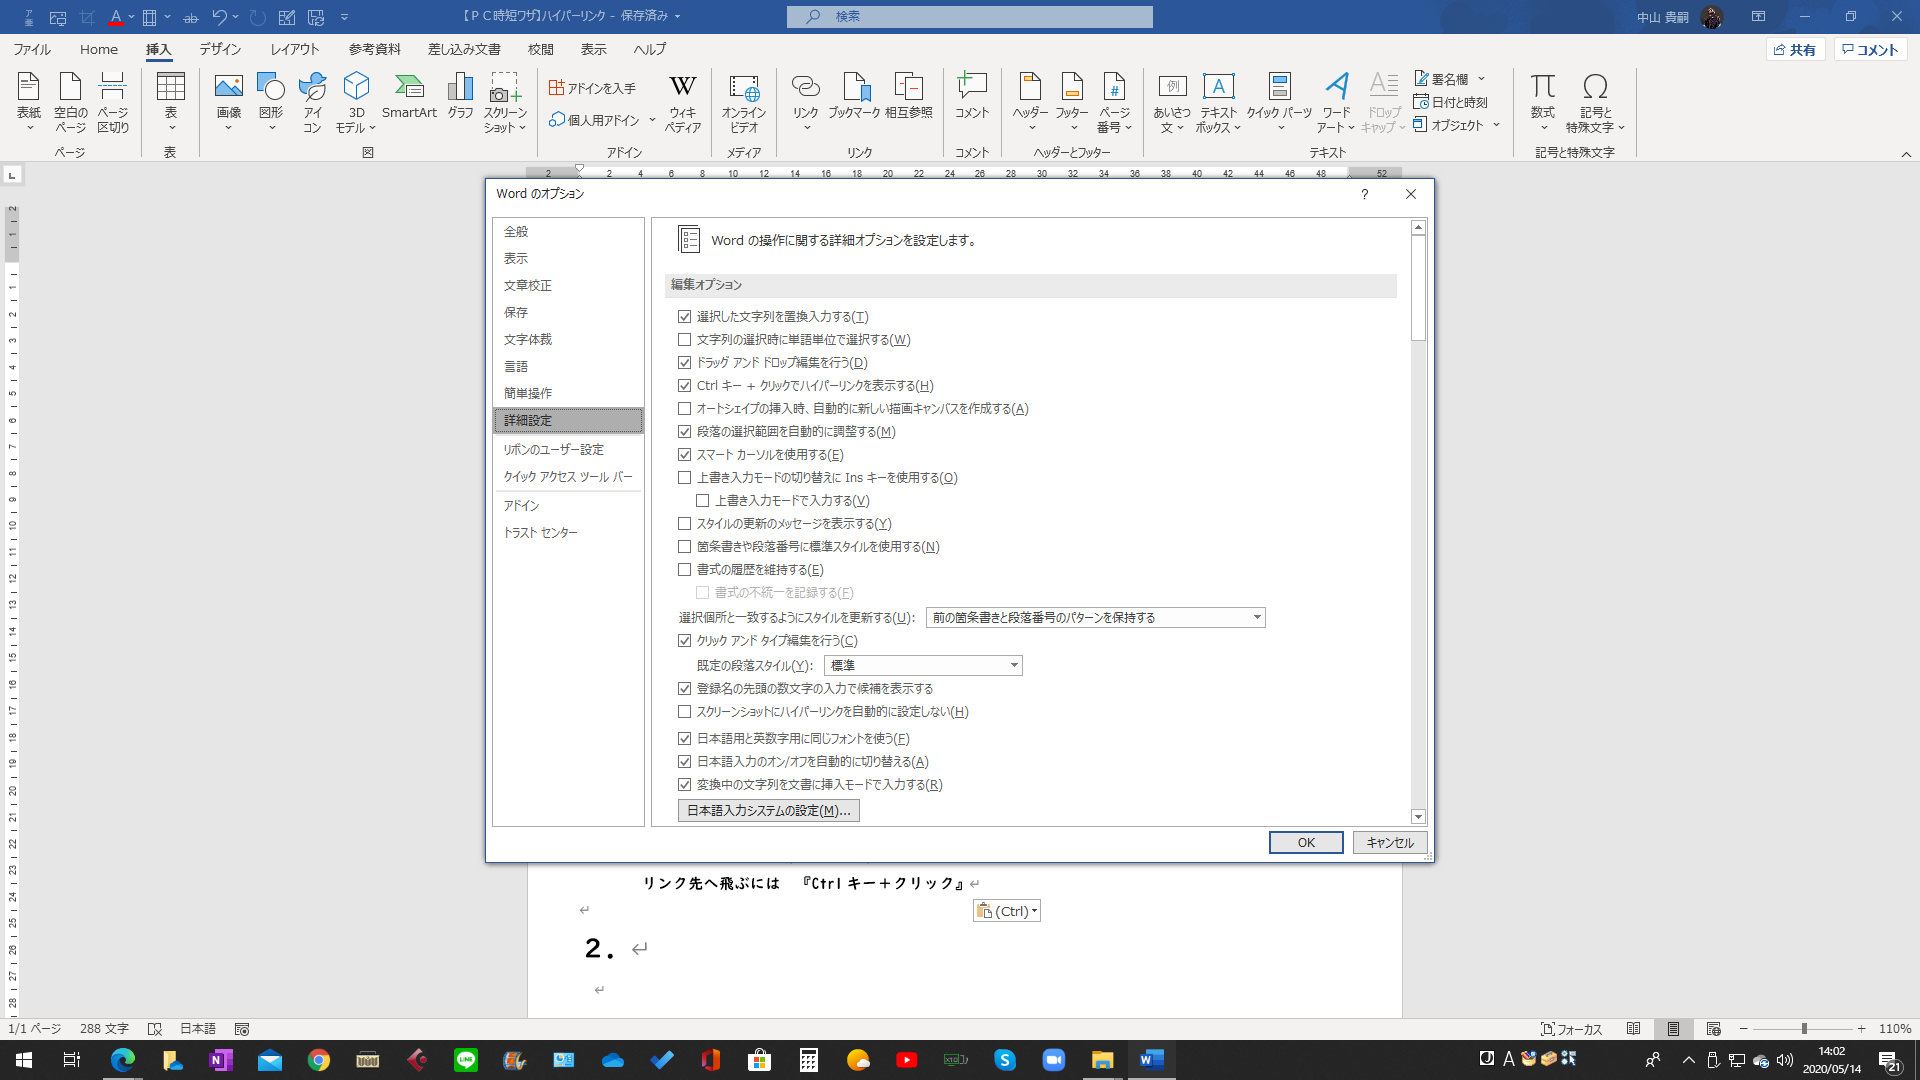 【ＰＣ時短ワザ】ハイパーリンク - 保存済み
検索
中山 貴嗣
ファイル Home 挿入 デザイン レイアウト 参考資料 差し込み文書 校閲 表示 ヘルプ
共有 コメント
表紙 空白の ページ 表 画像 図形 アイ 3D SmartArt グラフ スクリーン
ページ 区切り コン モデル ショット
アドインを入手
個人用アドイン
ウィキ
ペディア
オンライン
ビデオ
リンク ブックマーク 相互参照 コメント
ヘッダー フッター ページ
番号
あいさつ テキスト クイック パーツ ワード ドロップ
文 ボックス アート キャップ
署名欄
日付と時刻
オブジェクト
数式 記号と
特殊文字
ページ 表 図 アドイン メディア リンク コメント ヘッダーとフッター テキスト 記号と特殊文字
2 2 4 6 8 10 12 14 16 18 20 22 24 26 28 30 32 34 36 38 40 42 44 46 48 52
Word のオプション
全般
表示
文章校正
保存
文字体裁
言語
簡単操作
詳細設定
リボンのユーザー設定
クイック アクセス ツール バー
アドイン
トラスト センター
Word の操作に関する詳細オプションを設定します。
編集オプション
選択した文字列を置換入力する(T)
文字列の選択時に単語単位で選択する(W)
ドラッグ アンド ドロップ編集を行う(D)
Ctrl キー + クリックでハイパーリンクを表示する(H)
オートシェイプの挿入時、自動的に新しい描画キャンバスを作成する(A)
段落の選択範囲を自動的に調整する(M)
スマート カーソルを使用する(E)
上書き入力モードの切り替えに Ins キーを使用する(O)
上書き入力モードで入力する(V)
スタイルの更新のメッセージを表示する(Y)
箇条書きや段落番号に標準スタイルを使用する(N)
書式の履歴を維持する(E)
書式の不統一を記録する(F)
選択個所と一致するようにスタイルを更新する(U): 前の箇条書きと段落番号のパターンを保持する
クリック アンド タイプ編集を行う(C)
既定の段落スタイル(Y): 標準
登録名の先頭の数文字の入力で候補を表示する
スクリーンショットにハイパーリンクを自動的に設定しない(H)
日本語用と英数字用に同じフォントを使う(F)
日本語入力のオン/オフを自動的に切り替える(A)
変換中の文字列を文書に挿入モードで入力する(R)
日本語入力システムの設定(M)...
OK キャンセル
リンク先へ飛ぶには 『Ctrl キー＋クリック』
(Ctrl)
２．
1/1 ページ 288 文字 日本語
フォーカス
110%
14:02
2020/05/14
21